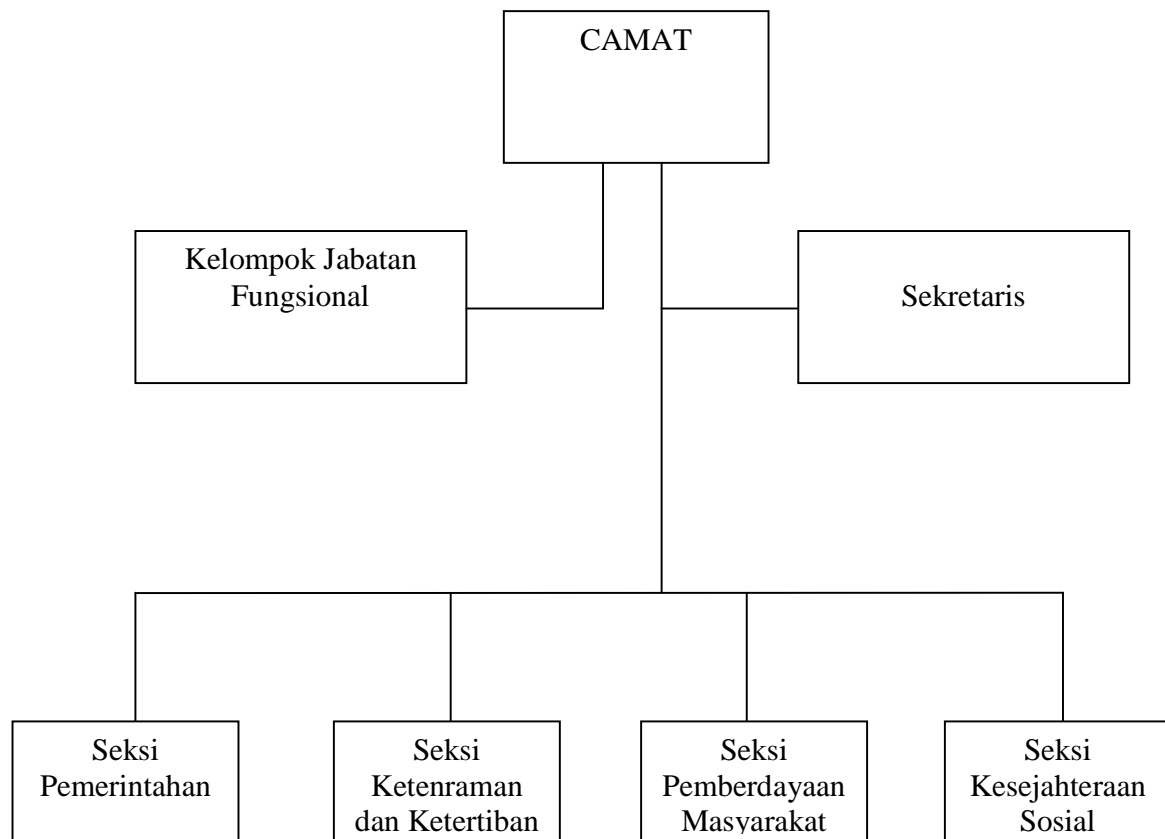 CAMAT
Kelompok Jabatan
Fungsional
Sekretaris
Seksi
Pemerintahan
Seksi
Ketenraman
dan Ketertiban
Seksi
Pemberdayaan
Masyarakat
Seksi
Kesejahteraan
Sosial